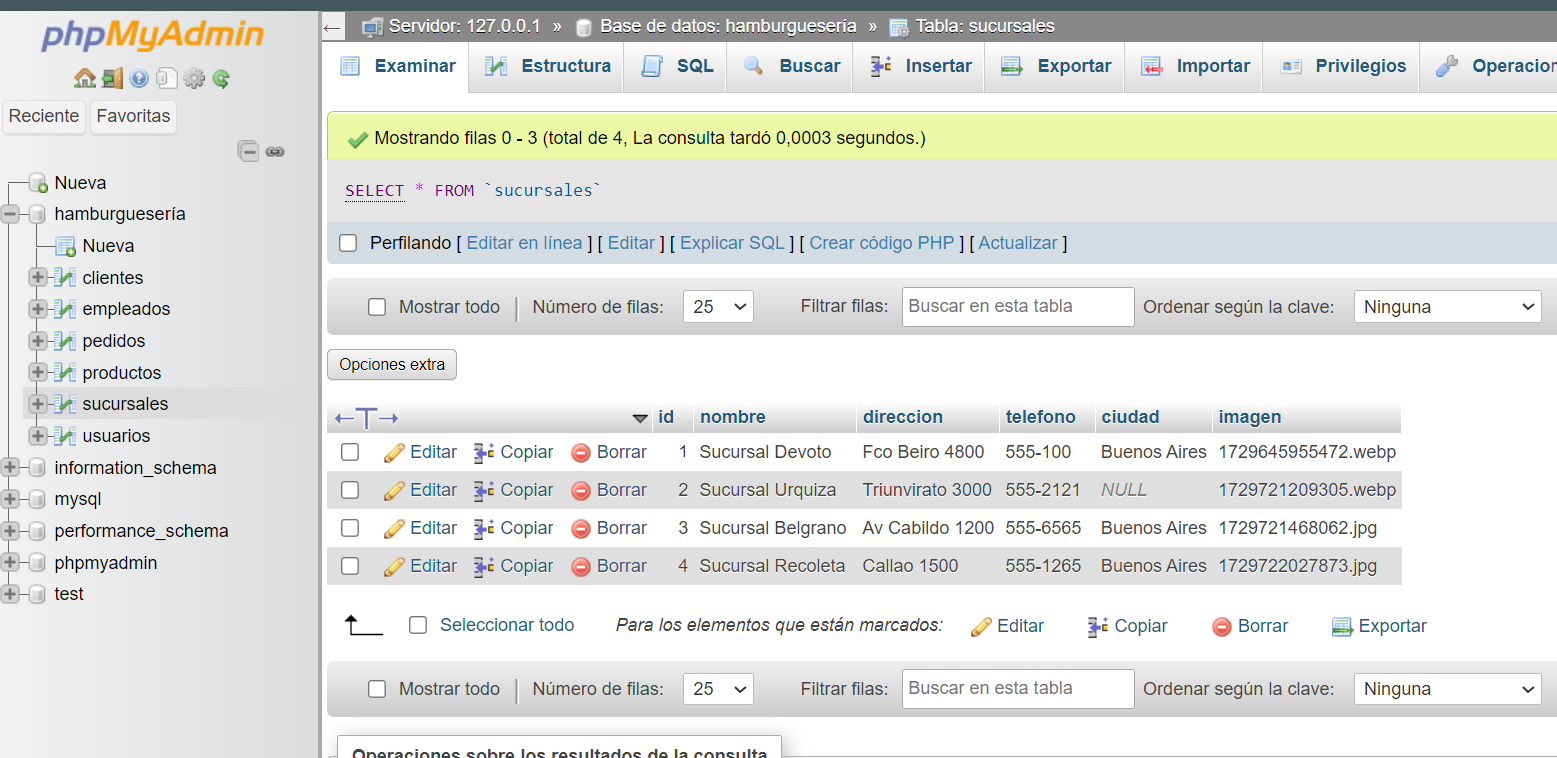 phpMyAdmin
Reciente Favoritas
Nueva
hamburguesería
Nueva
clientes
empleados
pedidos
productos
sucursales
usuarios
information_schema
mysql
performance_schema
phpmyadmin
test
Servidor: 127.0.0.1 » Base de datos: hamburguesería » Tabla: sucursales
Examinar Estructura SQL Buscar Insertar Exportar Importar Privilegios Operacion
Mostrando filas 0 - 3 (total de 4, La consulta tardó 0,0003 segundos.)
SELECT * FROM `sucursales`
Perfilando [ Editar en línea ] [ Editar ] [ Explicar SQL ] [ Crear código PHP ] [ Actualizar ]
Mostrar todo | Número de filas: 25 Filtrar filas: Buscar en esta tabla Ordenar según la clave: Ninguna
Opciones extra
←T→ id nombre direccion telefono ciudad imagen
Editar Copiar Borrar 1 Sucursal Devoto Fco Beiro 4800 555-100 Buenos Aires 1729645955472.webp
Editar Copiar Borrar 2 Sucursal Urquiza Triunvirato 3000 555-2121 NULL 1729721209305.webp
Editar Copiar Borrar 3 Sucursal Belgrano Av Cabildo 1200 555-6565 Buenos Aires 1729721468062.jpg
Editar Copiar Borrar 4 Sucursal Recoleta Callao 1500 555-1265 Buenos Aires 1729722027873.jpg
Seleccionar todo Para los elementos que están marcados: Editar Copiar Borrar Exportar
Mostrar todo | Número de filas: 25 Filtrar filas: Buscar en esta tabla Ordenar según la clave: Ninguna
Operaciones sobre los resultados de la consulta